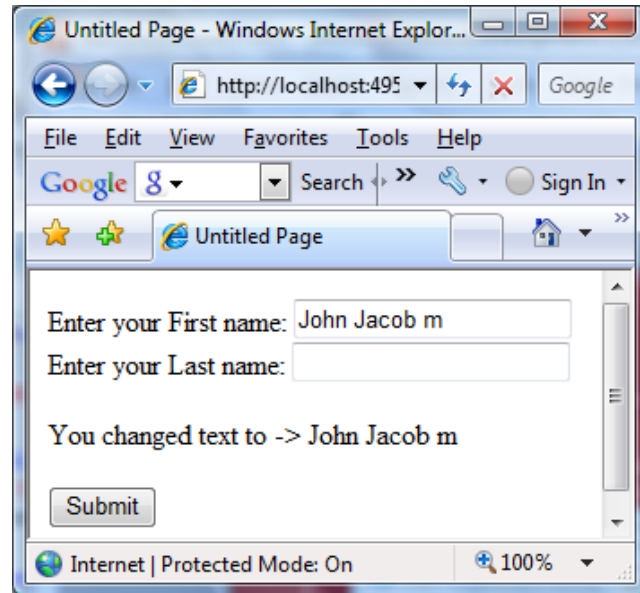 Untitled Page - Windows Internet Explor...
http://localhost:495 Google
File Edit View Favorites Tools Help
Google g Search » Sign In
Untitled Page »
Enter your First name: John Jacob m
Enter your Last name:
You changed text to -> John Jacob m
Submit
Internet | Protected Mode: On 100%